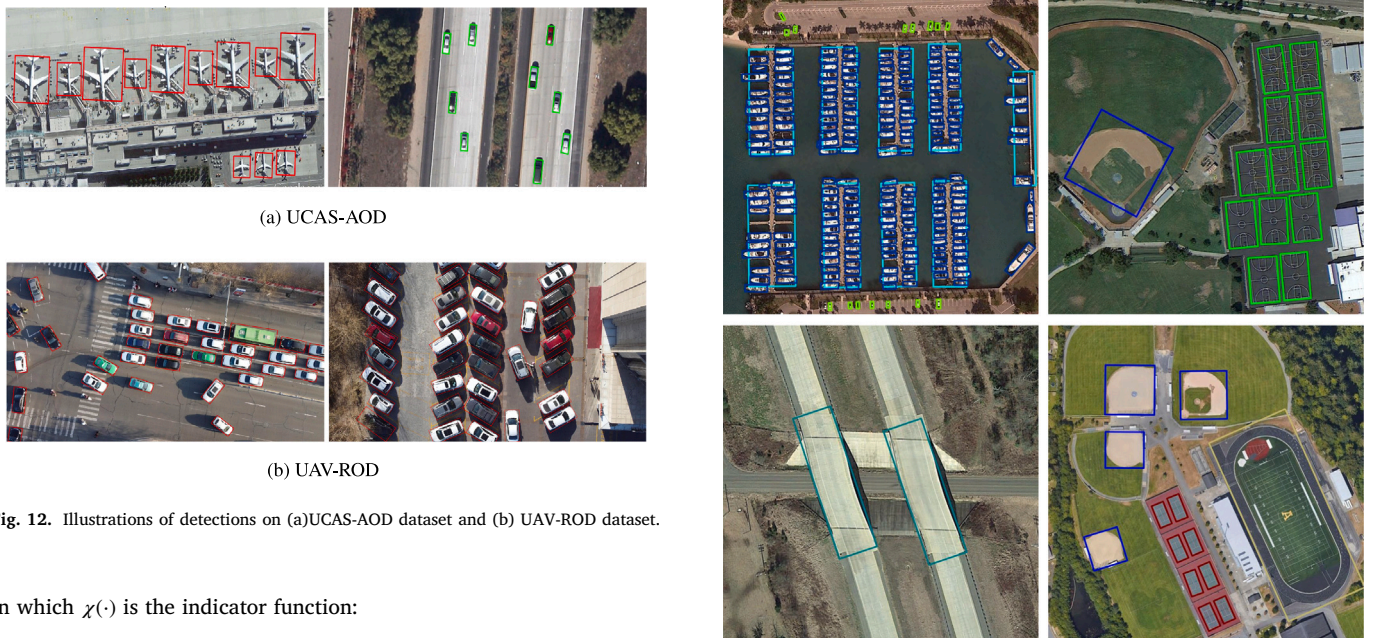 (a) UCAS-AOD
(b) UAV-ROD
ig. 12. Illustrations of detections on (a)UCAS-AOD dataset and (b) UAV-ROD dataset.
n which χ(·) is the indicator function:
A